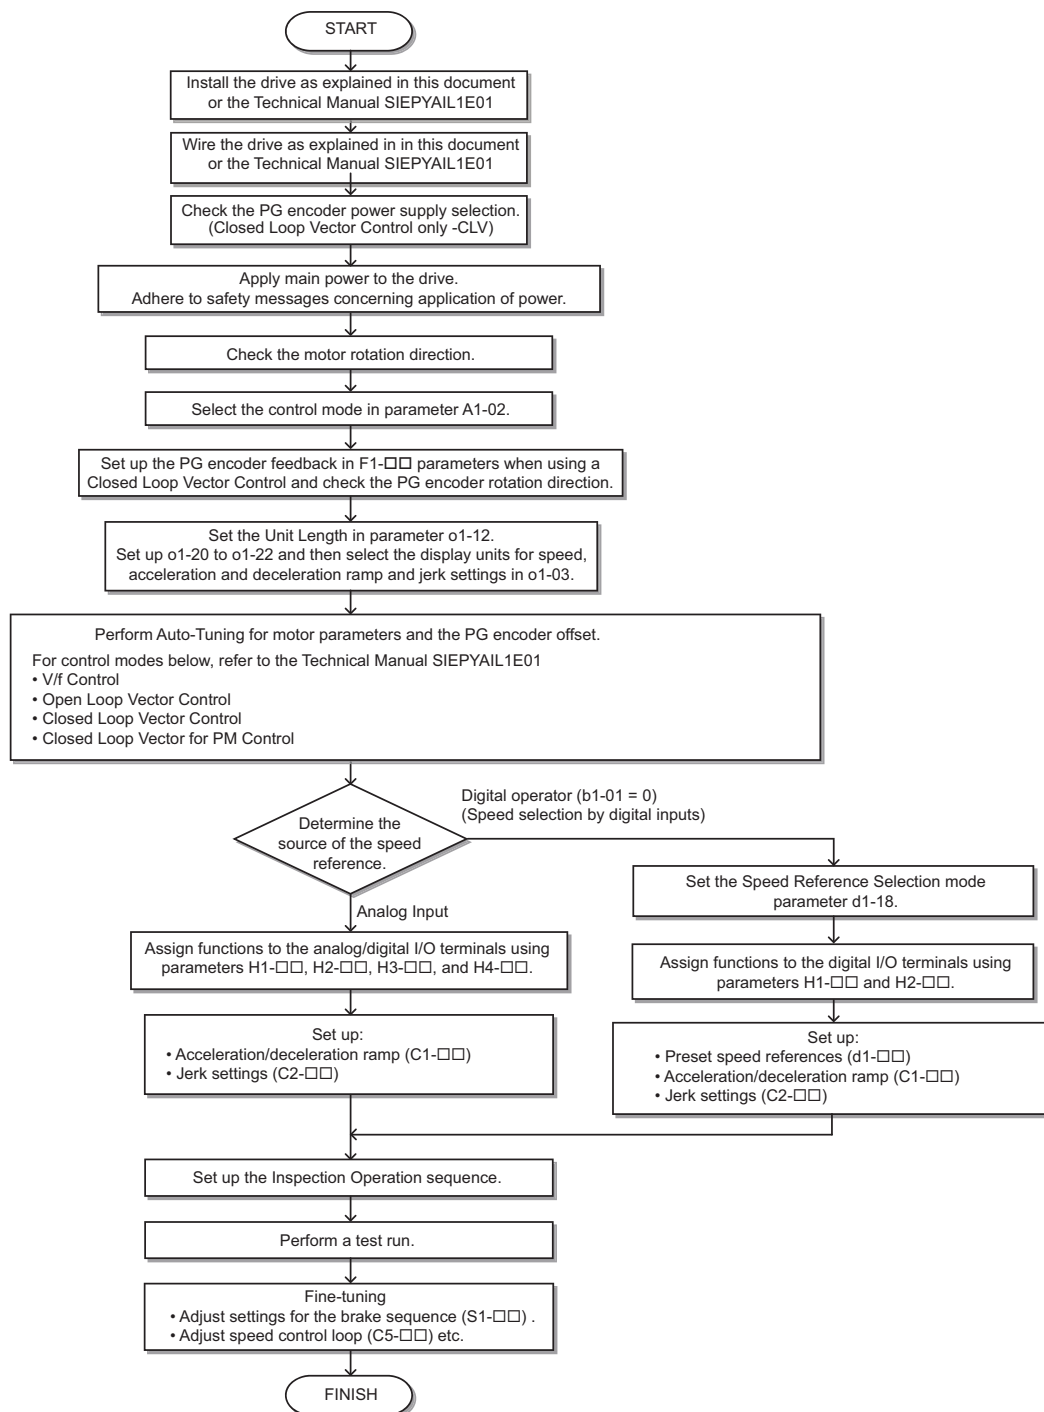 START
Install the drive as explained in this document
or the Technical Manual SIEPYAIL1E01
Wire the drive as explained in in this document
or the Technical Manual SIEPYAIL1E01
Check the PG encoder power supply selection.
(Closed Loop Vector Control only -CLV)
Apply main power to the drive.
Adhere to safety messages concerning application of power.
Check the motor rotation direction.
Select the control mode in parameter A1-02.
Set up the PG encoder feedback in F1-□□ parameters when using a
Closed Loop Vector Control and check the PG encoder rotation direction.
Set the Unit Length in parameter o1-12.
Set up o1-20 to o1-22 and then select the display units for speed,
acceleration and deceleration ramp and jerk settings in o1-03.
Perform Auto-Tuning for motor parameters and the PG encoder offset.
For control modes below, refer to the Technical Manual SIEPYAIL1E01
• V/f Control
• Open Loop Vector Control
• Closed Loop Vector Control
• Closed Loop Vector for PM Control
Determine the
source of the speed
reference.
Digital operator (b1-01 = 0)
(Speed selection by digital inputs)
Analog Input
Assign functions to the analog/digital I/O terminals using
parameters H1-□□, H2-□□, H3-□□, and H4-□□.
Set up:
• Acceleration/deceleration ramp (C1-□□)
• Jerk settings (C2-□□)
Set the Speed Reference Selection mode
parameter d1-18.
Assign functions to the digital I/O terminals using
parameters H1-□□ and H2-□□.
Set up:
• Preset speed references (d1-□□)
• Acceleration/deceleration ramp (C1-□□)
• Jerk settings (C2-□□)
Set up the Inspection Operation sequence.
Perform a test run.
Fine-tuning
• Adjust settings for the brake sequence (S1-□□) .
• Adjust speed control loop (C5-□□) etc.
FINISH